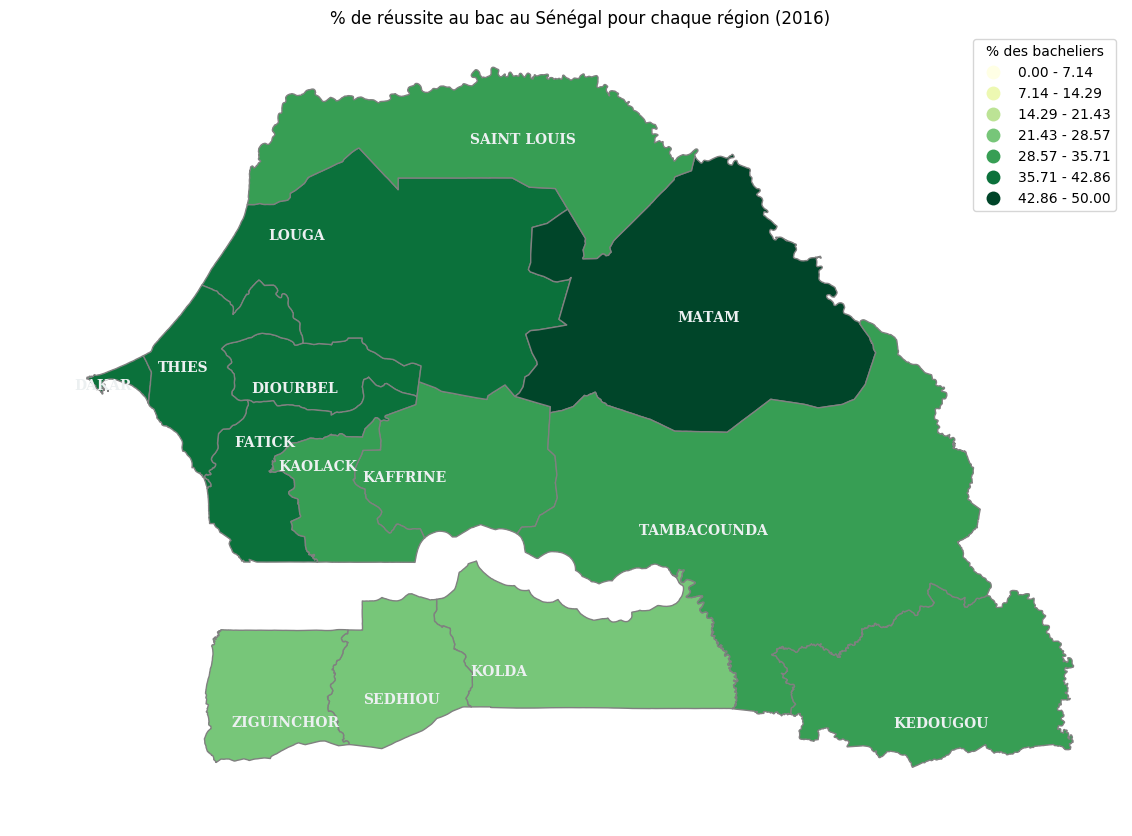 % de réussite au bac au Sénégal pour chaque région (2016)
% des bacheliers
0.00 - 7.14
7.14 - 14.29
14.29 - 21.43
21.43 - 28.57
28.57 - 35.71
35.71 - 42.86
42.86 - 50.00
SAINT LOUIS
LOUGA
MATAM
THIES
DAKAR
DIOURBEL
FATICK
KAOLACK
KAFFRINE
TAMBACOUNDA
KOLDA
SEDHIOU
ZIGUINCHOR
KEDOUGOU